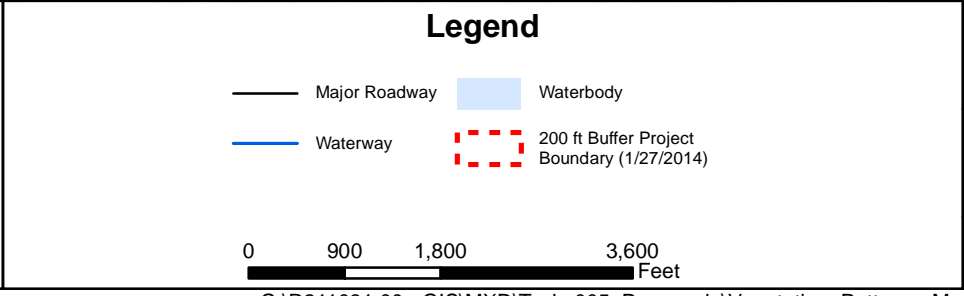 Legend
Major Roadway
Waterbody
Waterway
200 ft Buffer Project
Boundary (1/27/2014)
0 900 1,800 3,600
Feet